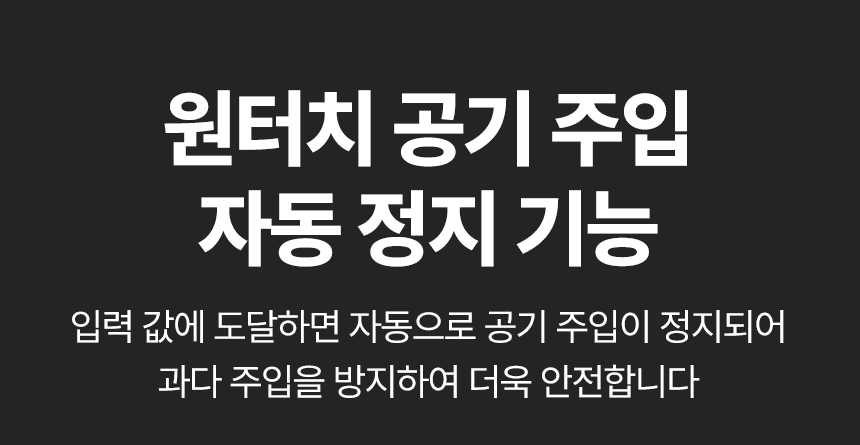 원터치 공기 주입
자동 정지 기능
입력 값에 도달하면 자동으로 공기 주입이 정지되어
과다 주입을 방지하여 더욱 안전합니다